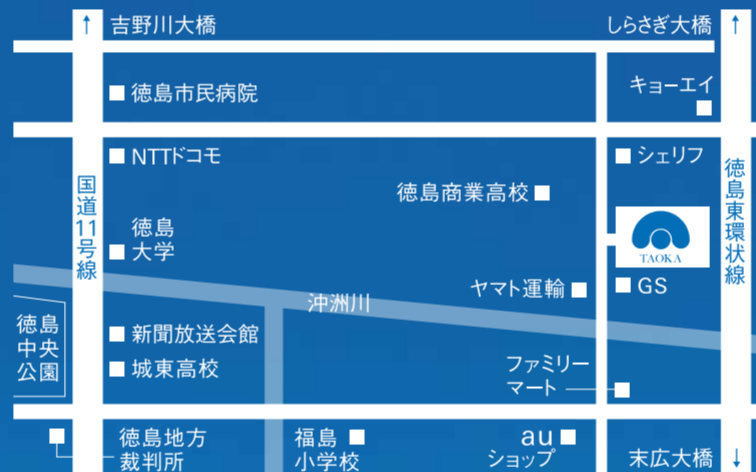 ↑ 吉野川大橋
しらさぎ大橋 ↑
徳島市民病院
キョーエイ
NTTドコモ
シェリフ
国道11号線
徳島東環状線
徳島商業高校
徳島
大学
TAOKA
ヤマト運輸
GS
沖洲川
徳島
中央
公園
新聞放送会館
城東高校
ファミリー
マート
徳島地方
裁判所
福島
小学校
au
ショップ
末広大橋 ↓